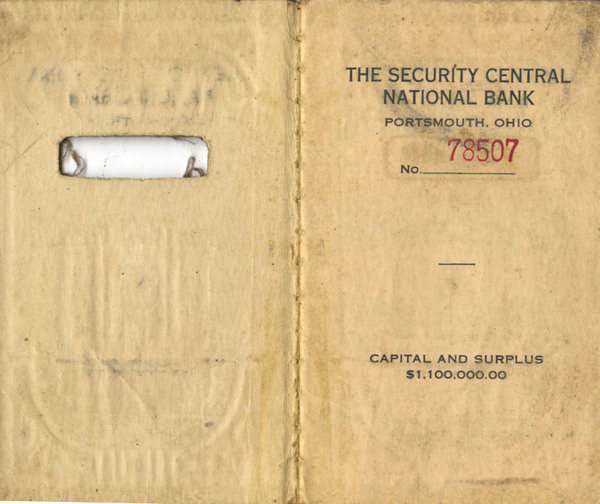 THE SECURITY CENTRAL
NATIONAL BANK
PORTSMOUTH, OHIO
78507
No.
CAPITAL AND SURPLUS
$1,100,000.00